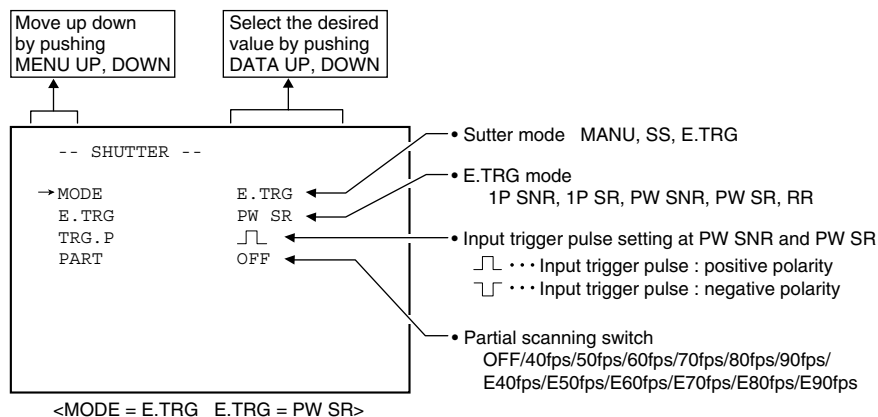 Move up down
by pushing
MENU UP, DOWN
Select the desired
value by pushing
DATA UP, DOWN
-- SHUTTER --
→MODE E.TRG
E.TRG PW SR
TRG.P
PART OFF
• Sutter mode MANU, SS, E.TRG
• E.TRG mode
1P SNR, 1P SR, PW SNR, PW SR, RR
• Input trigger pulse setting at PW SNR and PW SR
··· Input trigger pulse : positive polarity
··· Input trigger pulse : negative polarity
• Partial scanning switch
OFF/40fps/50fps/60fps/70fps/80fps/90fps/
E40fps/E50fps/E60fps/E70fps/E80fps/E90fps
<MODE = E.TRG E.TRG = PW SR>